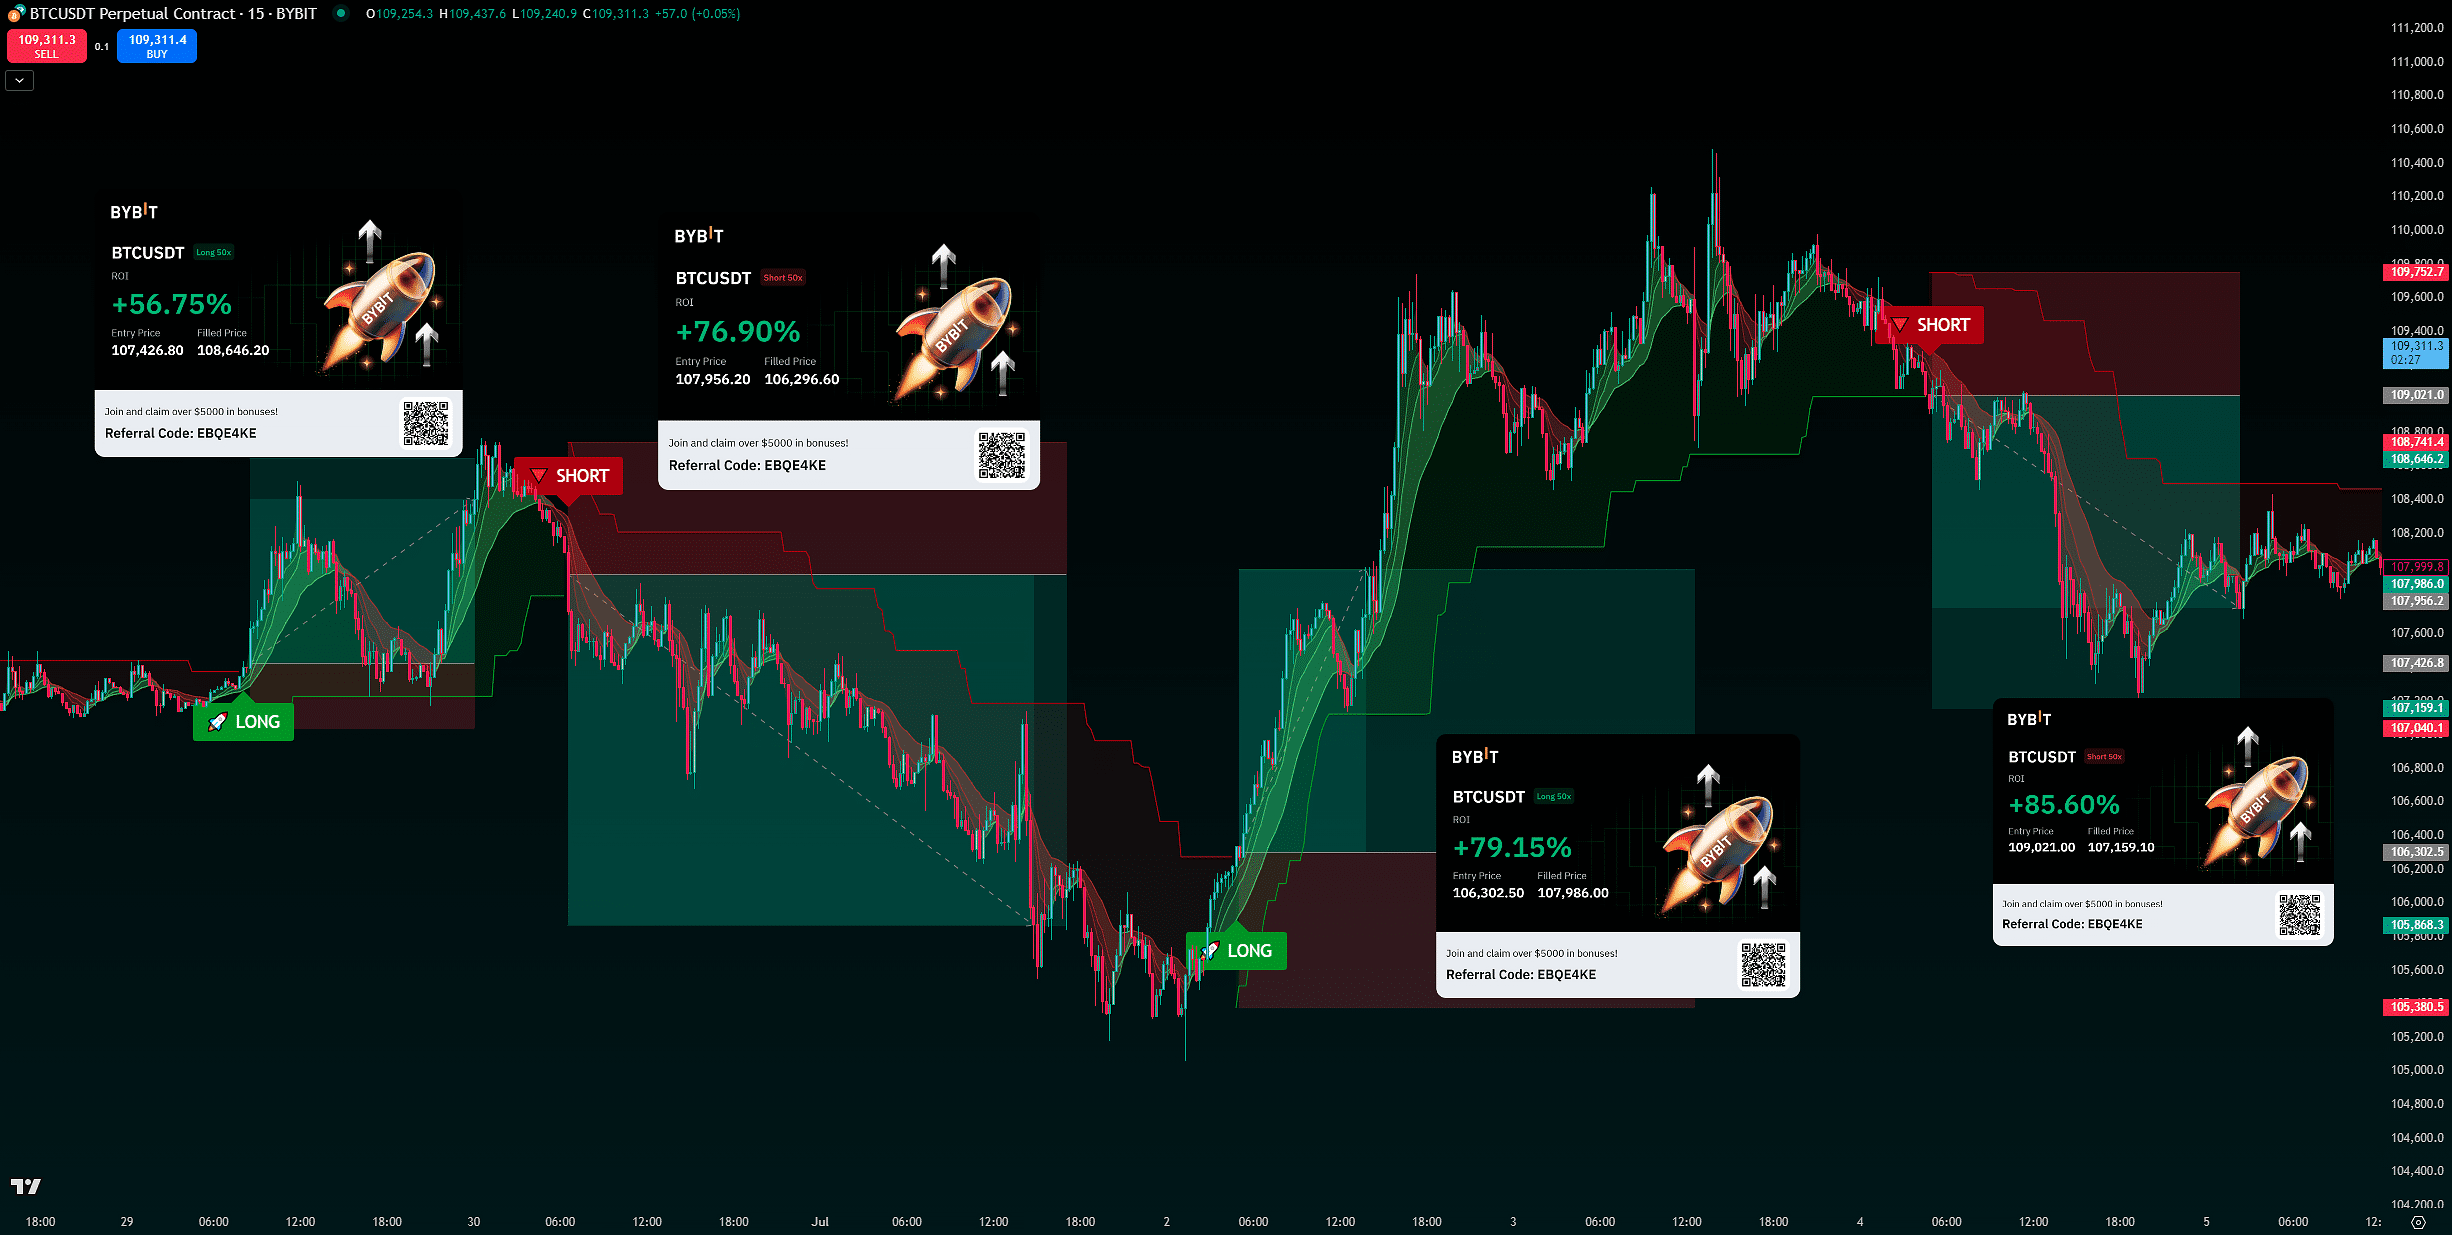 BTCUSDT Perpetual Contract · 15 · BYBIT O109,254.3 H109,437.6 L109,240.9 C109,311.3 +57.0 (+0.05%)
109,311.3
SELL
0.1
109,311.4
BUY
BYBIT
BTCUSDT Long 50x
ROI
+56.75%
Entry Price Filled Price
107,426.80 108,646.20
BYBIT
Join and claim over $5000 in bonuses!
Referral Code: EBQE4KE
LONG
BYBIT
BTCUSDT Short 50x
ROI
+76.90%
Entry Price Filled Price
107,956.20 106,296.60
BYBIT
Join and claim over $5000 in bonuses!
Referral Code: EBQE4KE
SHORT
LONG
BYBIT
BTCUSDT Long 50x
ROI
+79.15%
Entry Price Filled Price
106,302.50 107,986.00
BYBIT
Join and claim over $5000 in bonuses!
Referral Code: EBQE4KE
SHORT
BYBIT
BTCUSDT Short 50x
ROI
+85.60%
Entry Price Filled Price
109,021.00 107,159.10
BYBIT
Join and claim over $5000 in bonuses!
Referral Code: EBQE4KE
111,200.0
111,000.0
110,800.0
110,600.0
110,400.0
110,200.0
110,000.0
109,752.7
109,600.0
109,400.0
109,311.3
02:27
109,021.0
108,741.4
108,646.2
108,400.0
108,200.0
107,999.8
107,986.0
107,956.2
107,600.0
107,426.8
107,159.1
107,040.1
106,800.0
106,600.0
106,400.0
106,302.5
106,200.0
106,000.0
105,868.3
105,600.0
105,380.5
105,200.0
105,000.0
104,800.0
104,600.0
104,400.0
104,200.0
18:00 29 06:00 12:00 18:00 30 06:00 12:00 18:00 Jul 06:00 12:00 18:00 2 06:00 12:00 18:00 3 06:00 12:00 18:00 4 06:00 12:00 18:00 5 06:00 12: